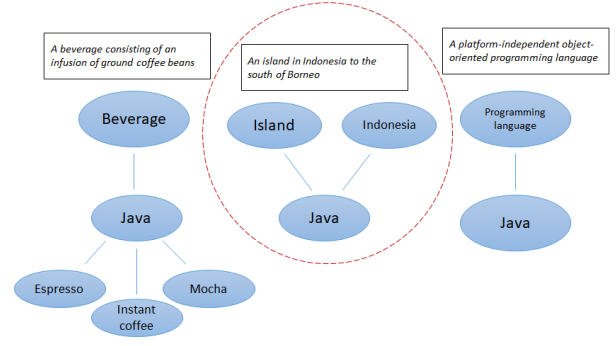 A beverage consisting of an
infusion of ground coffee beans
An island in Indonesia to the
south of Borneo
A platform-independent object-
oriented programming language
Beverage
Island
Indonesia
Programming
language
Java
Java
Java
Espresso
Instant
coffee
Mocha